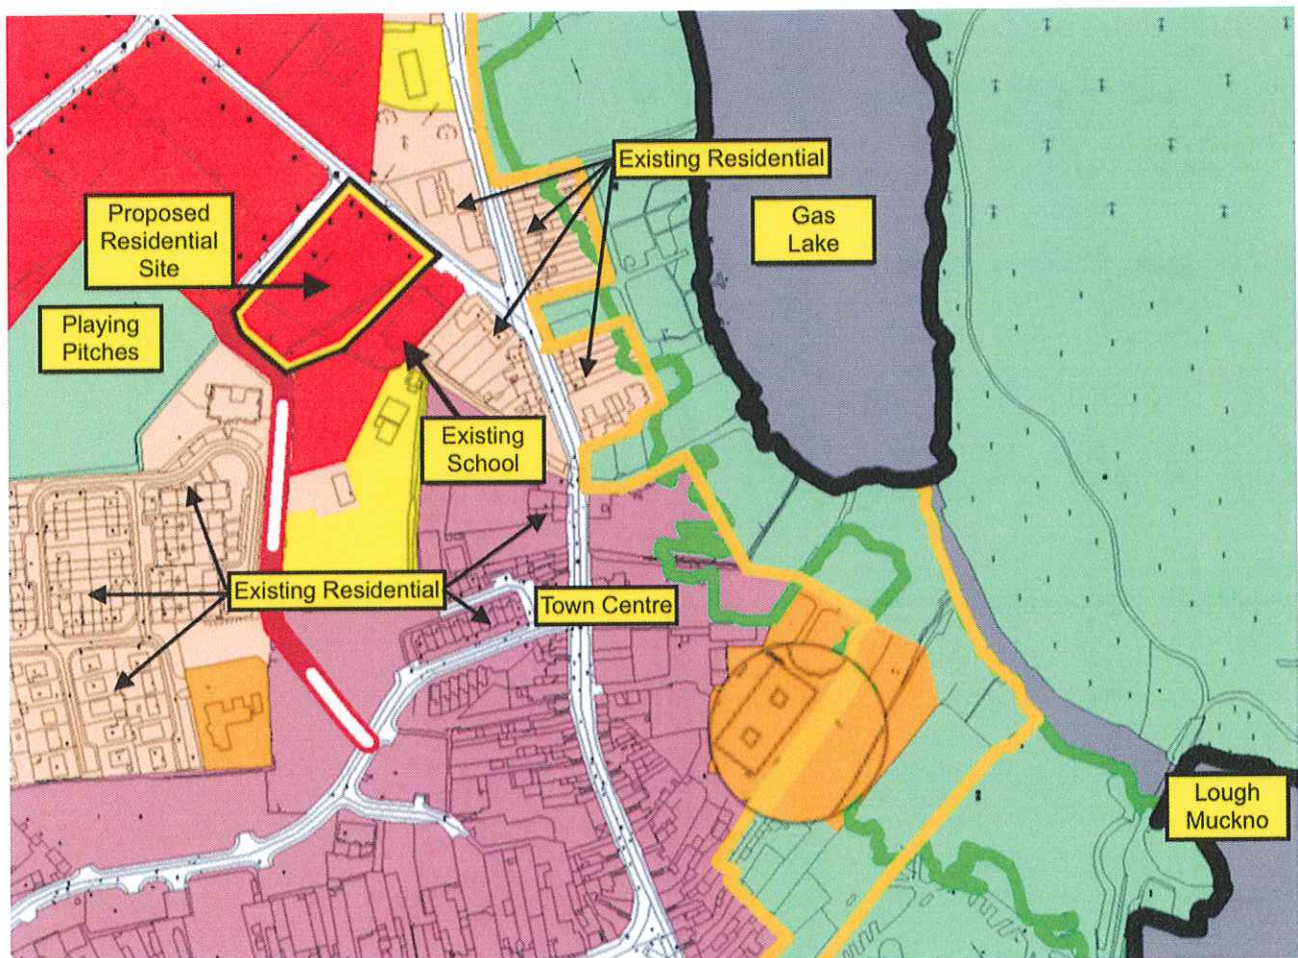 Existing Residential
Proposed
Residential
Site
Gas
Lake
Playing
Pitches
Existing
School
Existing Residential
Town Centre
Lough
Muckno